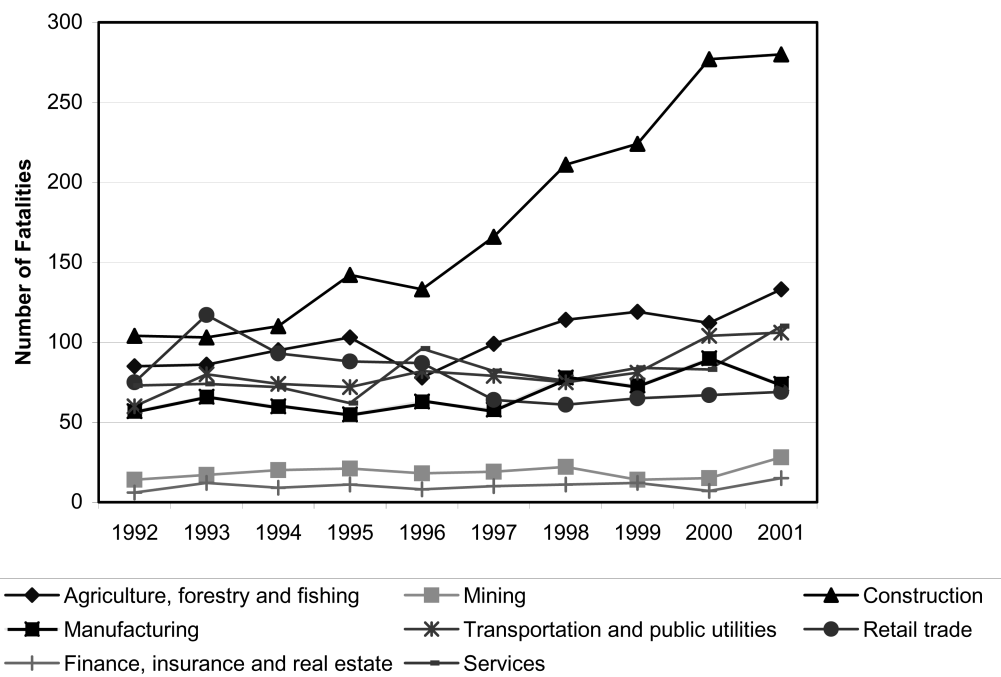 300
250
200
150
100
50
0
Number of Fatalities
1992 1993 1994 1995 1996 1997 1998 1999 2000 2001
Agriculture, forestry and fishing Mining Construction
Manufacturing Transportation and public utilities Retail trade
Finance, insurance and real estate Services